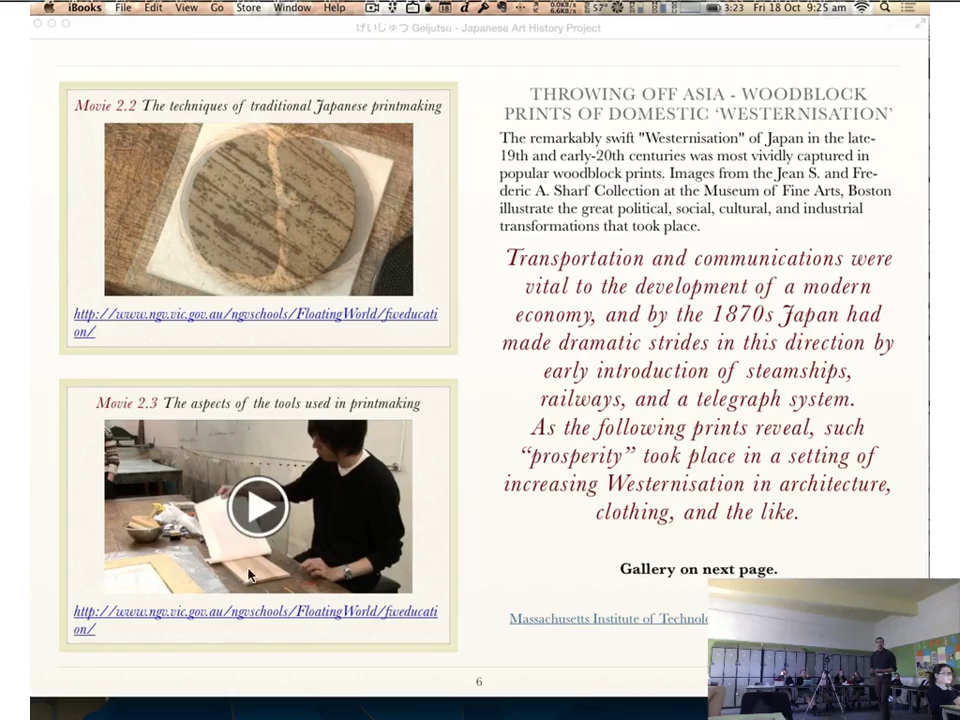 iBooks File Edit View Go Store Window Help 3:23 Fri 18 Oct 9:25 am
げいじゅつ Geijutsu - Japanese Art History Project
Movie 2.2 The techniques of traditional Japanese printmaking
http://www.ngv.vic.gov.au/ngvschools/FloatingWorld/fweducati
on/
Movie 2.3 The aspects of the tools used in printmaking
http://www.ngv.vic.gov.au/ngvschools/FloatingWorld/fweducati
on/
THROWING OFF ASIA - WOODBLOCK
PRINTS OF DOMESTIC ‘WESTERNISATION’
The remarkably swift "Westernisation" of Japan in the late-
19th and early-20th centuries was most vividly captured in
popular woodblock prints. Images from the Jean S. and Fre-
deric A. Sharf Collection at the Museum of Fine Arts, Boston
illustrate the great political, social, cultural, and industrial
transformations that took place.
Transportation and communications were
vital to the development of a modern
economy, and by the 1870s Japan had
made dramatic strides in this direction by
early introduction of steamships,
railways, and a telegraph system.
As the following prints reveal, such
“prosperity” took place in a setting of
increasing Westernisation in architecture,
clothing, and the like.
Gallery on next page.
Massachusetts Institute of Technolo
6